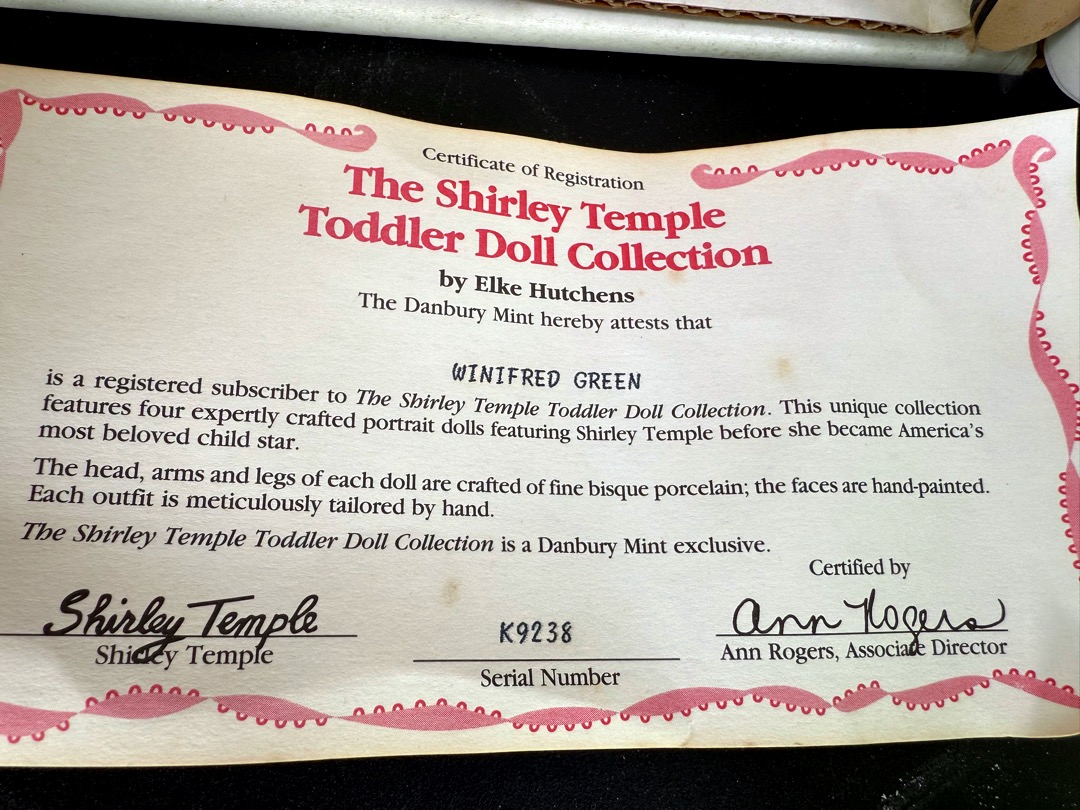 Certificate of Registration
The Shirley Temple
Toddler Doll Collection
by Elke Hutchens
The Danbury Mint hereby attests that
WINIFRED GREEN
is a registered subscriber to The Shirley Temple Toddler Doll Collection. This unique collection
features four expertly crafted portrait dolls featuring Shirley Temple before she became America's
most beloved child star.
The head, arms and legs of each doll are crafted of fine bisque porcelain; the faces are hand-painted.
Each outfit is meticulously tailored by hand.
The Shirley Temple Toddler Doll Collection is a Danbury Mint exclusive.
Certified by
Shirley Temple
Shirley Temple
K9238
Serial Number
Ann Rogers
Ann Rogers, Associate Director